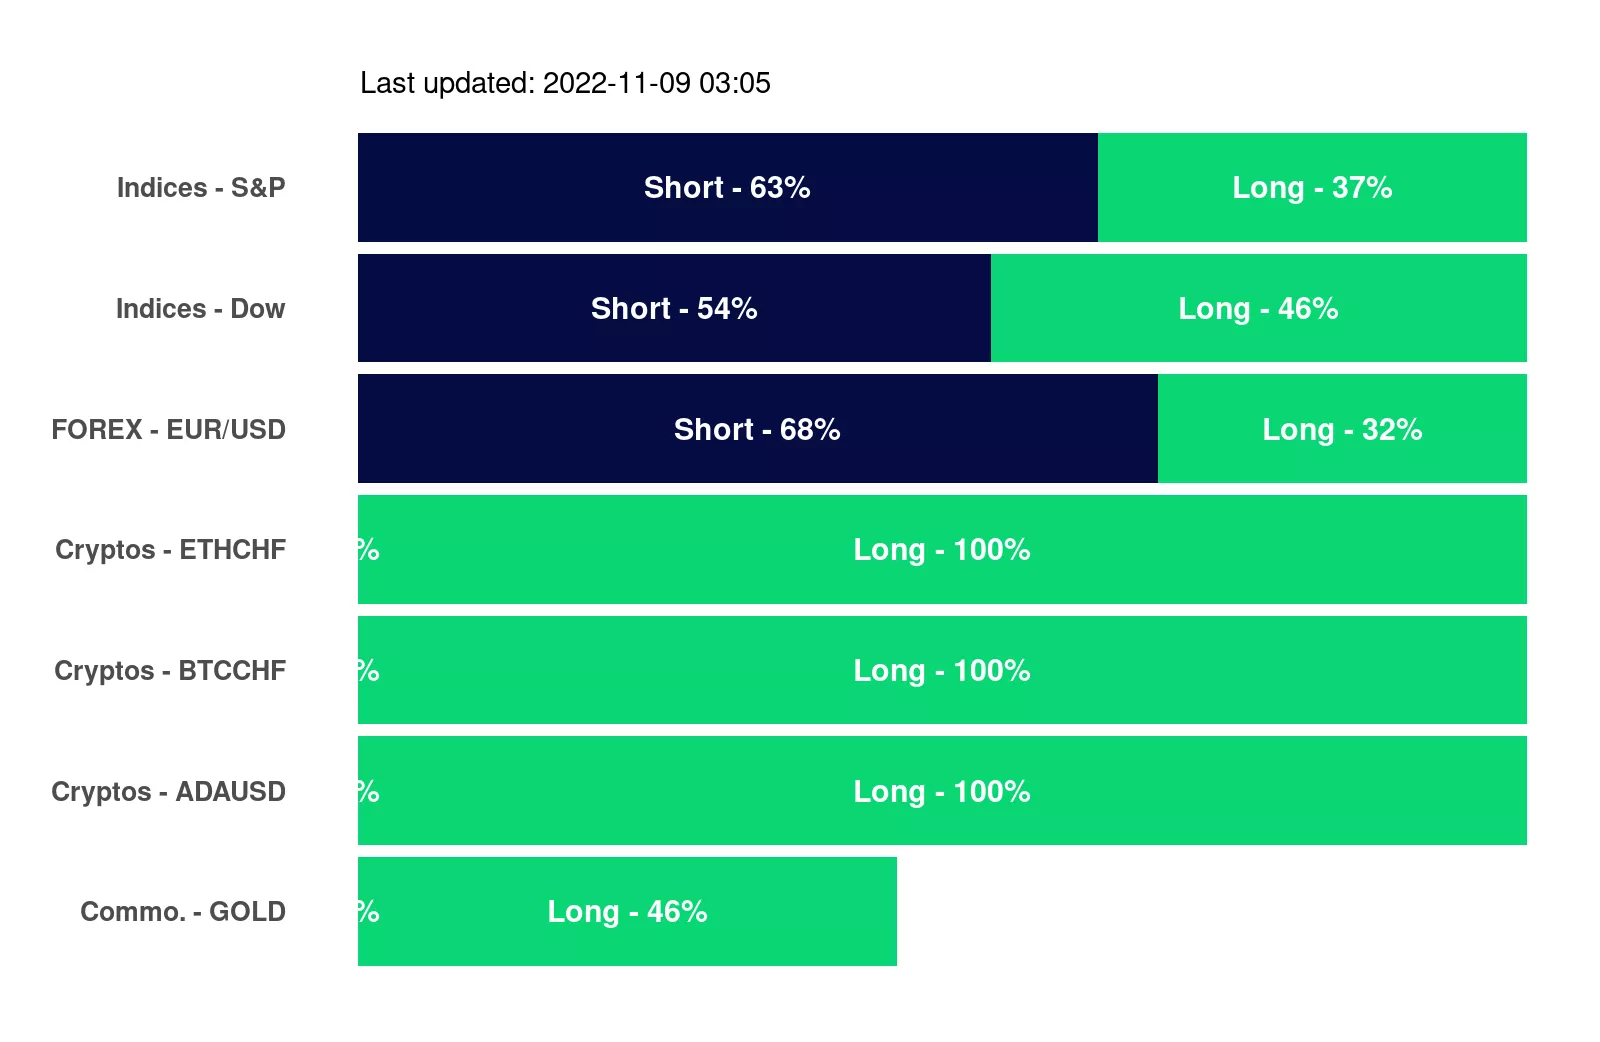 Last updated: 2022-11-09 03:05
Indices - S&P
Short - 63%
Long - 37%
Indices - Dow
Short - 54%
Long - 46%
FOREX - EUR/USD
Short - 68%
Long - 32%
Cryptos - ETHCHF
%
Long - 100%
Cryptos - BTCCHF
%
Long - 100%
Cryptos - ADAUSD
%
Long - 100%
Commo. - GOLD
%
Long - 46%